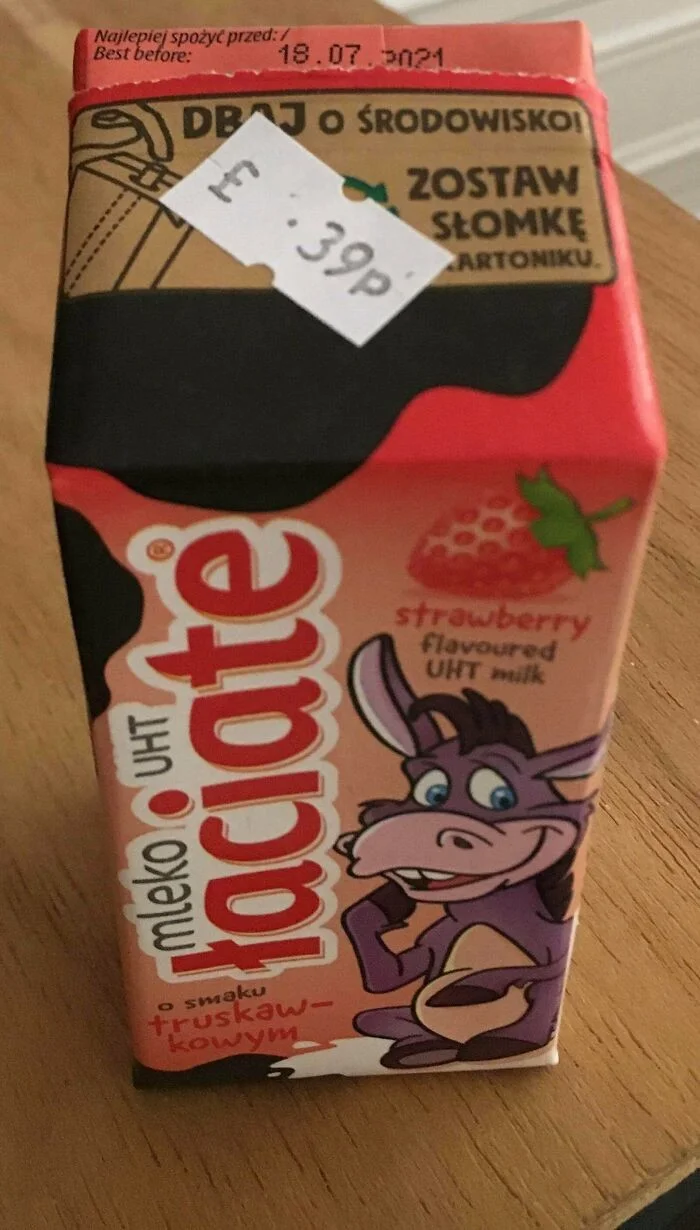 Najlepiej spożyć przed: /
Best before: 18.07.2021
DBAJ O ŚRODOWISKO!
ZOSTAW
SŁOMKĘ
KARTONIKU.
£ .39p
strawberry
flavoured
UHT milk
mleko UHT
łaciate®
o smaku
truskaw-
kowym